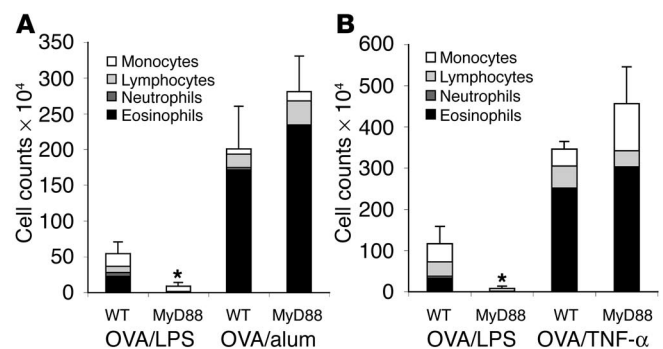 A
Cell counts × 10⁴
350
300
250
200
150
100
50
0
Monocytes
Lymphocytes
Neutrophils
Eosinophils
*
WT MyD88 WT MyD88
OVA/LPS OVA/alum
B
Cell counts × 10⁴
600
500
400
300
200
100
0
Monocytes
Lymphocytes
Neutrophils
Eosinophils
*
WT MyD88 WT MyD88
OVA/LPS OVA/TNF-α